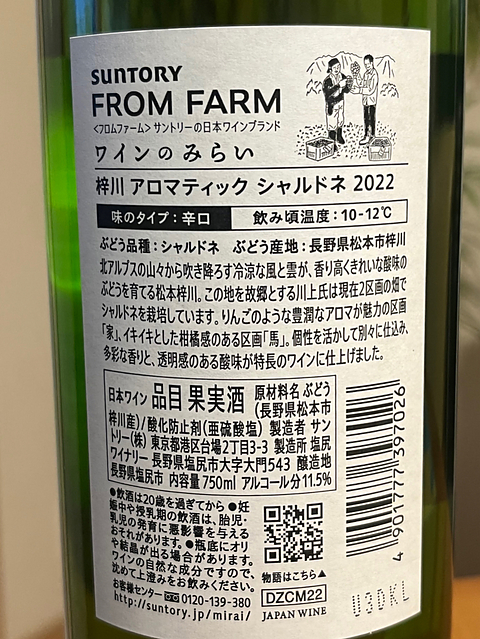 SUNTORY
FROM FARM
<フロムファーム> サントリーの日本ワインブランド
ワインのみらい
梓川 アロマティック シャルドネ 2022
味のタイプ：辛口 飲み頃温度：10-12℃
ぶどう品種：シャルドネ ぶどう産地：長野県松本市梓川
北アルプスの山々から吹き降ろす冷涼な風と雲が、香り高くきれいな酸味の
ぶどうを育てる松本梓川。この地を故郷とする川上氏は現在2区画の畑で
シャルドネを栽培しています。りんごのような豊潤なアロマが魅力の区画
「家」、イキイキとした柑橘感のある区画「馬」。個性を活かして別々に仕込み、
多彩な香りと、透明感のある酸味が特長のワインに仕上げました。
日本ワイン 品目 果実酒 原材料名 ぶどう
(長野県松本市
梓川産)/酸化防止剤(亜硫酸塩) 製造者 サン
トリー(株) 東京都港区台場2丁目3-3 製造所 塩尻
ワイナリー 長野県塩尻市大字大門543 醸造地
長野県塩尻市 内容量 750ml アルコール分 11.5%
●飲酒は20歳を過ぎてから ●妊
娠中や授乳期の飲酒は、胎児・
乳児の発育に悪影響を与える
おそれがあります。●瓶底にオリ
や結晶が出る場合があります。
ワインの自然な成分ですので、
沈めて上澄みをお飲みください。
お客様センター 0120-139-380
http://suntory.jp/mirai/
物語はこちら▲
DZCM22
JAPAN WINE
4 901777 397026
U3DKL